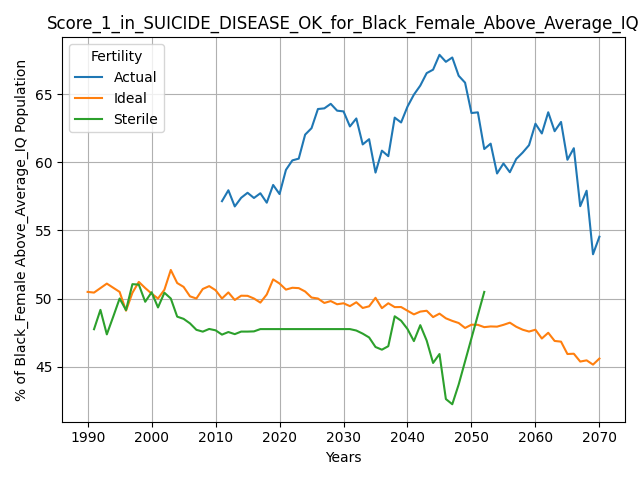 Score_1_in_SUICIDE_DISEASE_OK_for_Black_Female_Above_Average_IQ
Fertility
Actual
Ideal
Sterile
% of Black_Female Above_Average_IQ Population
65
60
55
50
45
1990 2000 2010 2020 2030 2040 2050 2060 2070
Years